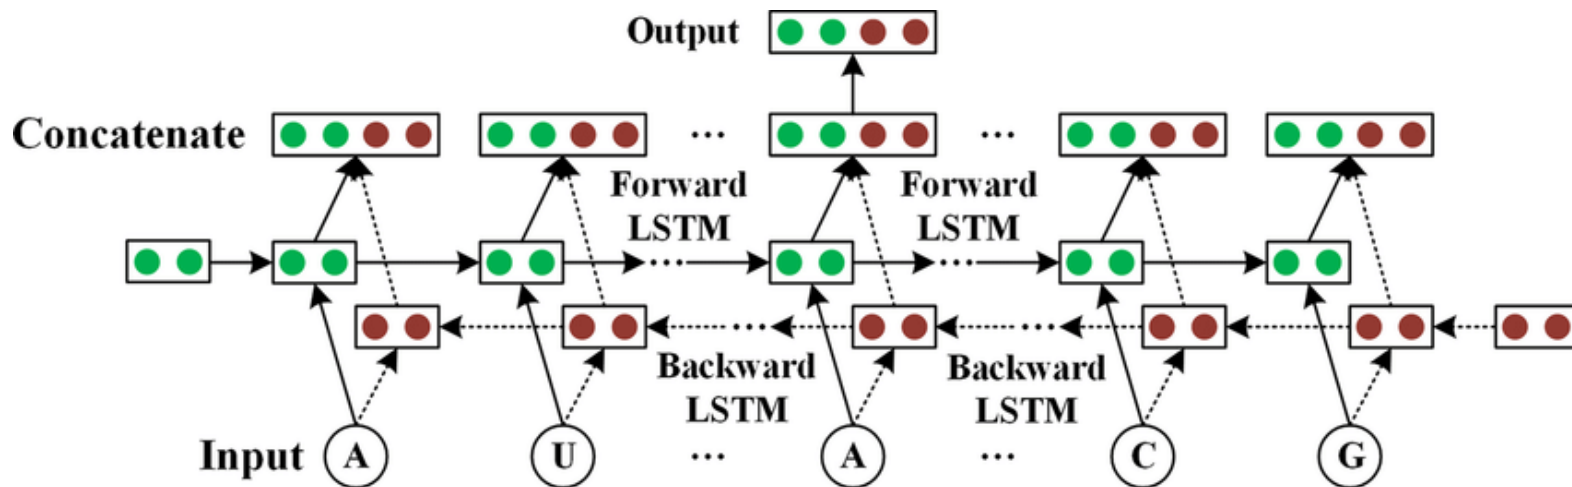 Output
Concatenate
... ...
Forward
LSTM
Forward
LSTM
... ...
... ...
Backward
LSTM
Backward
LSTM
Input A U ... A ... C G